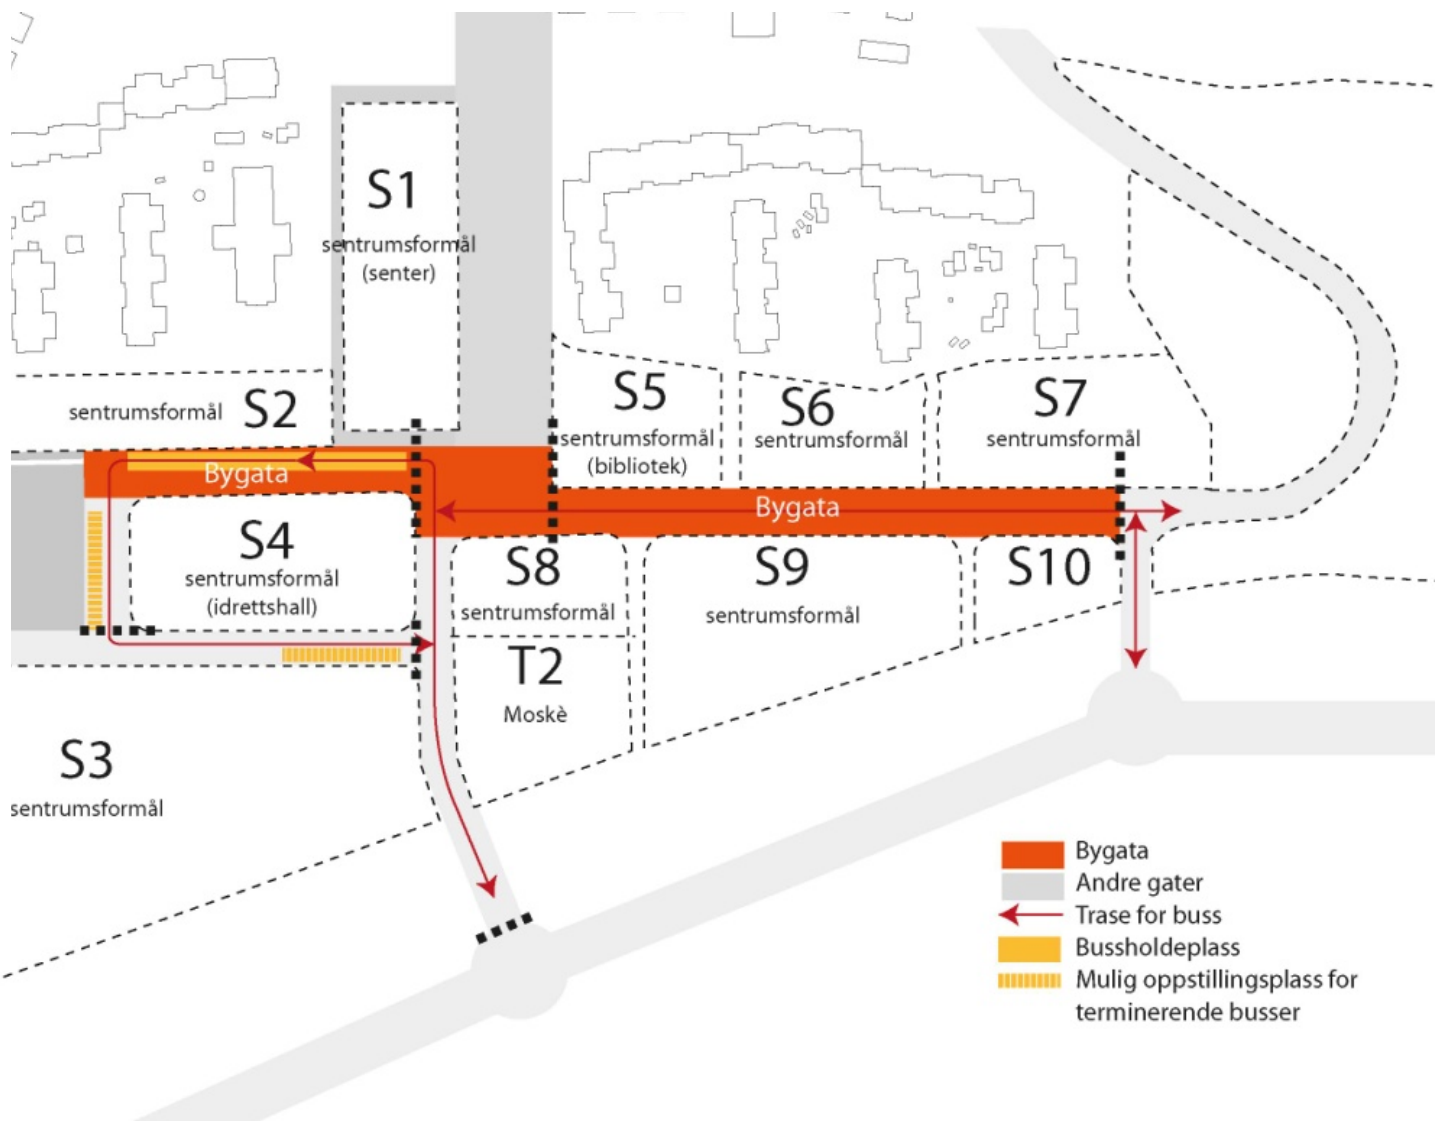 S1
sentrumsformål
(senter)
sentrumsformål S2
S5
sentrumsformål
(bibliotek)
S6
sentrumsformål
S7
sentrumsformål
Bygata
Bygata
S4
sentrumsformål
(idrettshall)
S8
sentrumsformål
S9
sentrumsformål
S10
T2
Moskè
S3
sentrumsformål
Bygata
Andre gater
Trase for buss
Bussholdeplass
Mulig oppstillingsplass for
terminerende busser